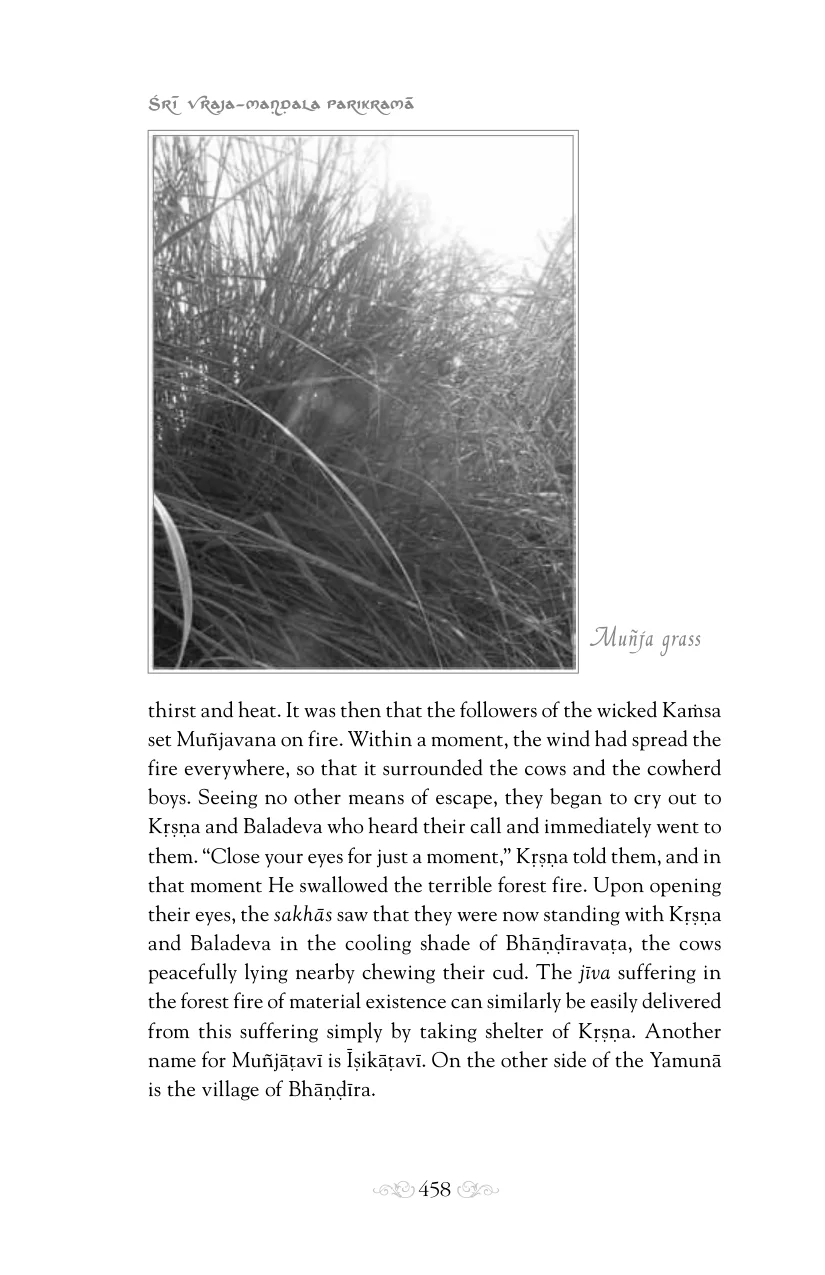 Śrī Vraja-maṇḍala Parikramā
Muñja grass
thirst and heat. It was then that the followers of the wicked Kaṁsa
set Muñjavana on fire. Within a moment, the wind had spread the
fire everywhere, so that it surrounded the cows and the cowherd
boys. Seeing no other means of escape, they began to cry out to
Kṛṣṇa and Baladeva who heard their call and immediately went to
them. “Close your eyes for just a moment,” Kṛṣṇa told them, and in
that moment He swallowed the terrible forest fire. Upon opening
their eyes, the sakhās saw that they were now standing with Kṛṣṇa
and Baladeva in the cooling shade of Bhāṇḍīravaṭa, the cows
peacefully lying nearby chewing their cud. The jīva suffering in
the forest fire of material existence can similarly be easily delivered
from this suffering simply by taking shelter of Kṛṣṇa. Another
name for Muñjāṭavī is Īṣikāṭavī. On the other side of the Yamunā
is the village of Bhāṇḍīra.
458